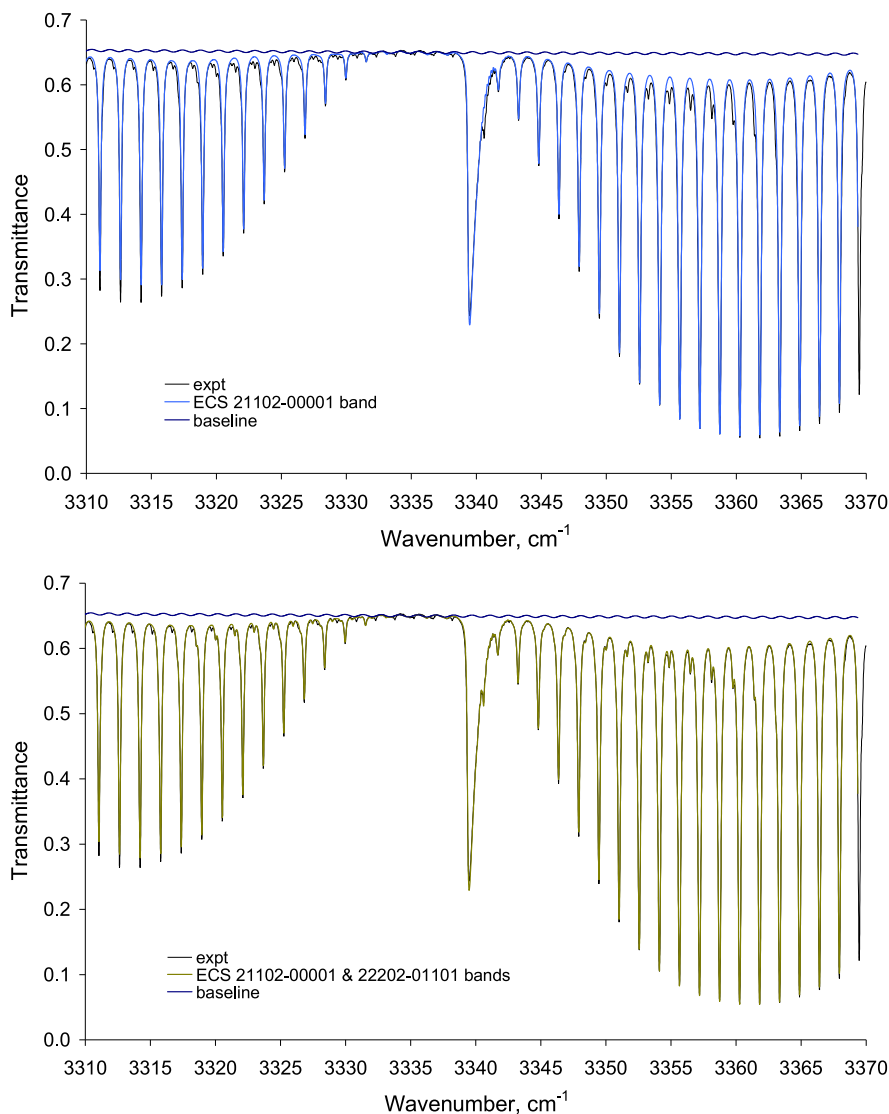 0.7
0.6
0.5
0.4
0.3
0.2
0.1
0.0
Transmittance
expt
ECS 21102-00001 band
baseline
3310 3315 3320 3325 3330 3335 3340 3345 3350 3355 3360 3365 3370
Wavenumber, cm⁻¹
0.7
0.6
0.5
0.4
0.3
0.2
0.1
0.0
Transmittance
expt
ECS 21102-00001 & 22202-01101 bands
baseline
3310 3315 3320 3325 3330 3335 3340 3345 3350 3355 3360 3365 3370
Wavenumber, cm⁻¹